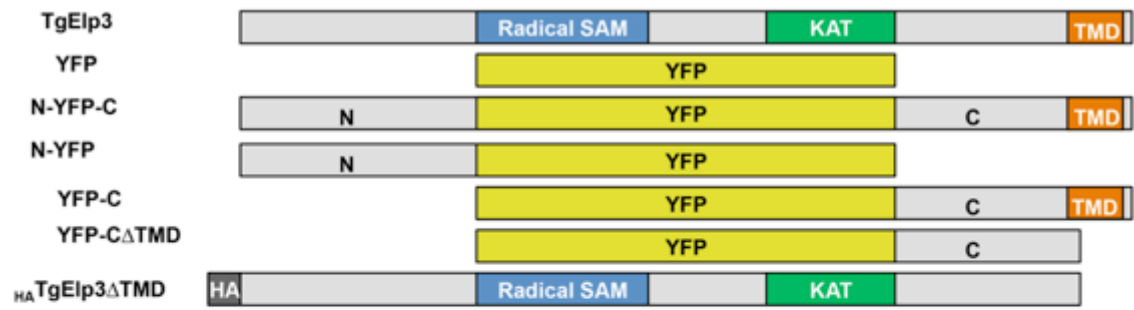 TgElp3 Radical SAM KAT TMD
YFP YFP
N-YFP-C N YFP C TMD
N-YFP N YFP
YFP-C YFP C TMD
YFP-CΔTMD YFP C
HATgElp3ΔTMD HA Radical SAM KAT